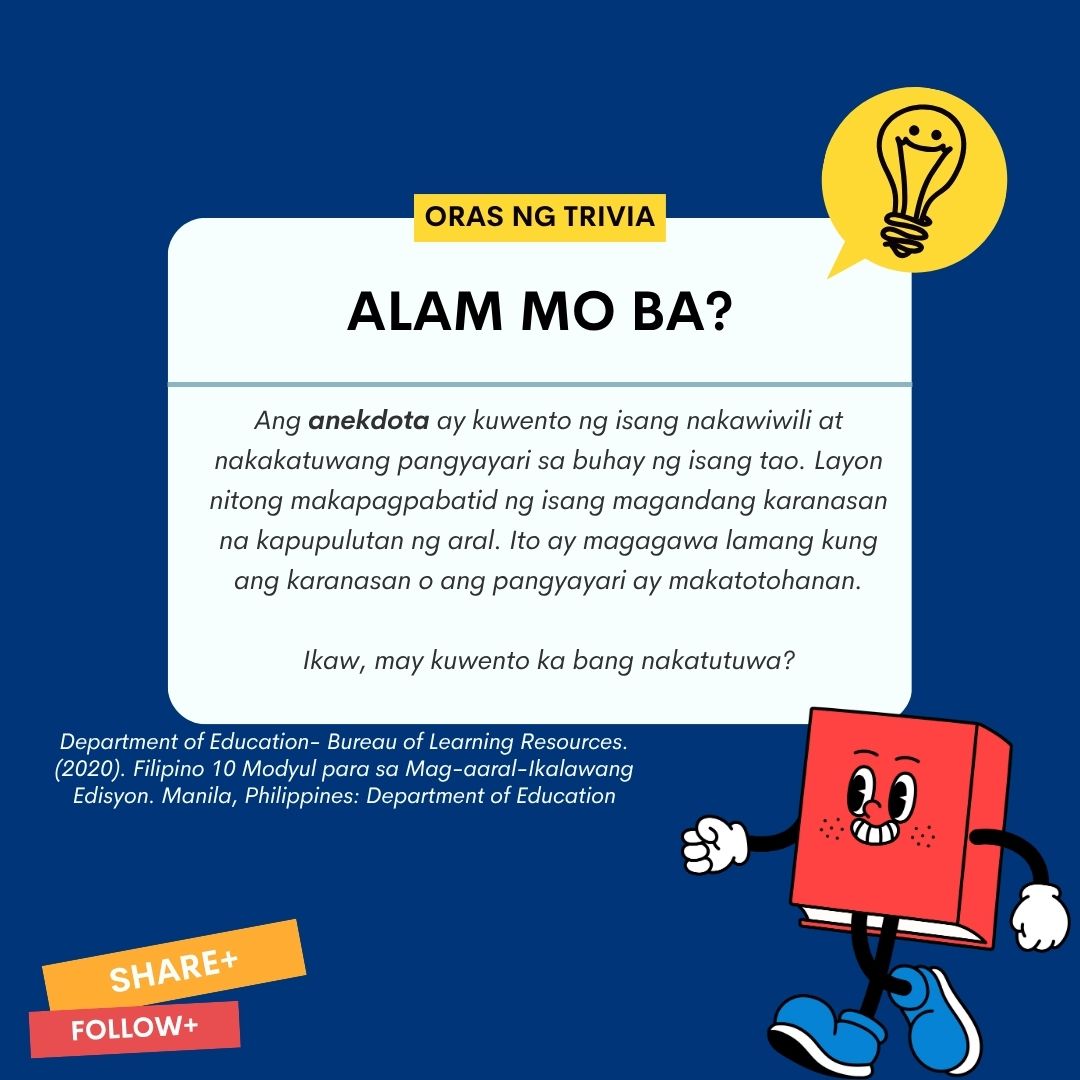 ORAS NG TRIVIA
ALAM MO BA?
Ang anekdota ay kuwento ng isang nakawiwili at
nakakatuwang pangyayari sa buhay ng isang tao. Layon
nitong makapagpabatid ng isang magandang karanasan
na kapupulutan ng aral. Ito ay magagawa lamang kung
ang karanasan o ang pangyayari ay makatotohanan.
Ikaw, may kuwento ka bang nakatutuwa?
Department of Education- Bureau of Learning Resources.
(2020). Filipino 10 Modyul para sa Mag-aaral-Ikalawang
Edisyon. Manila, Philippines: Department of Education
SHARE+
FOLLOW+